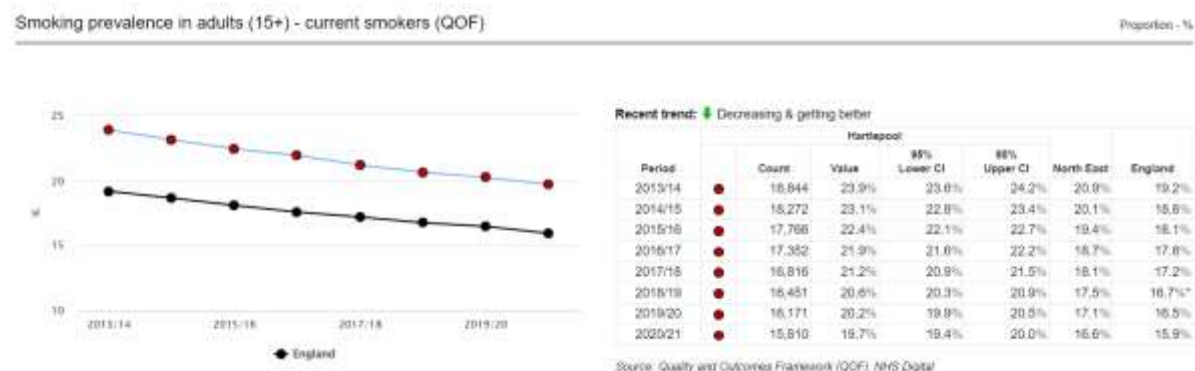 Smoking prevalence in adults (15+) - current smokers (QOF)
Proportion - %
25
20
15
10
%
2013/14 2015/16 2017/18 2019/20
England
Recent trend: Decreasing & getting better
Hartlepool
Period Count Value 95% Lower CI 95% Upper CI North East England
2013/14 18,844 23.9% 23.6% 24.2% 20.9% 19.2%
2014/15 18,272 23.1% 22.8% 23.4% 20.1% 18.6%
2015/16 17,766 22.4% 22.1% 22.7% 19.4% 18.1%
2016/17 17,352 21.9% 21.6% 22.2% 18.7% 17.6%
2017/18 16,816 21.2% 20.9% 21.5% 18.1% 17.2%
2018/19 16,451 20.6% 20.3% 20.9% 17.5% 16.7%*
2019/20 16,171 20.2% 19.9% 20.5% 17.1% 16.5%
2020/21 15,810 19.7% 19.4% 20.0% 16.6% 15.9%
Source: Quality and Outcomes Framework (QOF), NHS Digital